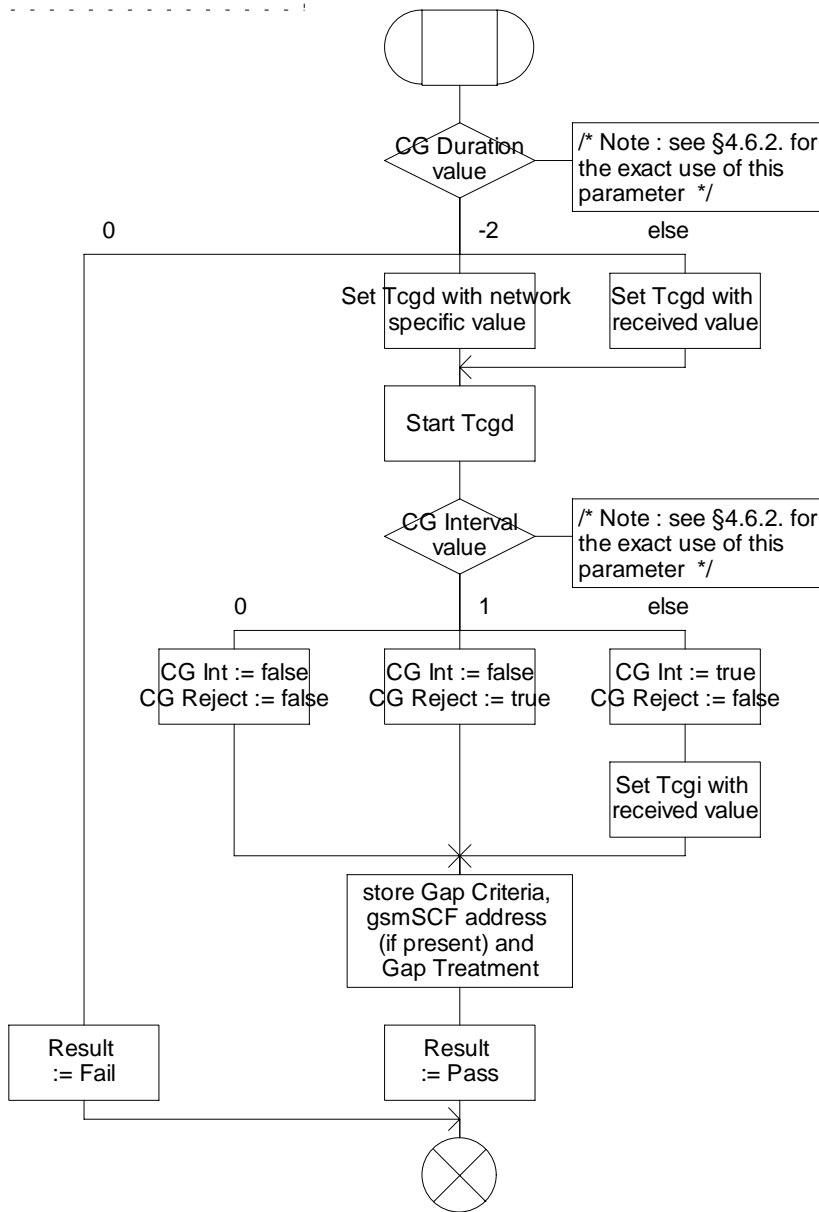 CG Duration
value
/* Note : see §4.6.2. for
the exact use of this
parameter */
0
-2
else
Set Tcgd with network
specific value
Set Tcgd with
received value
Start Tcgd
CG Interval
value
/* Note : see §4.6.2. for
the exact use of this
parameter */
0
1
else
CG Int := false
CG Reject := false
CG Int := false
CG Reject := true
CG Int := true
CG Reject := false
Set Tcgi with
received value
store Gap Criteria,
gsmSCF address
(if present) and
Gap Treatment
Result
:= Fail
Result
:= Pass